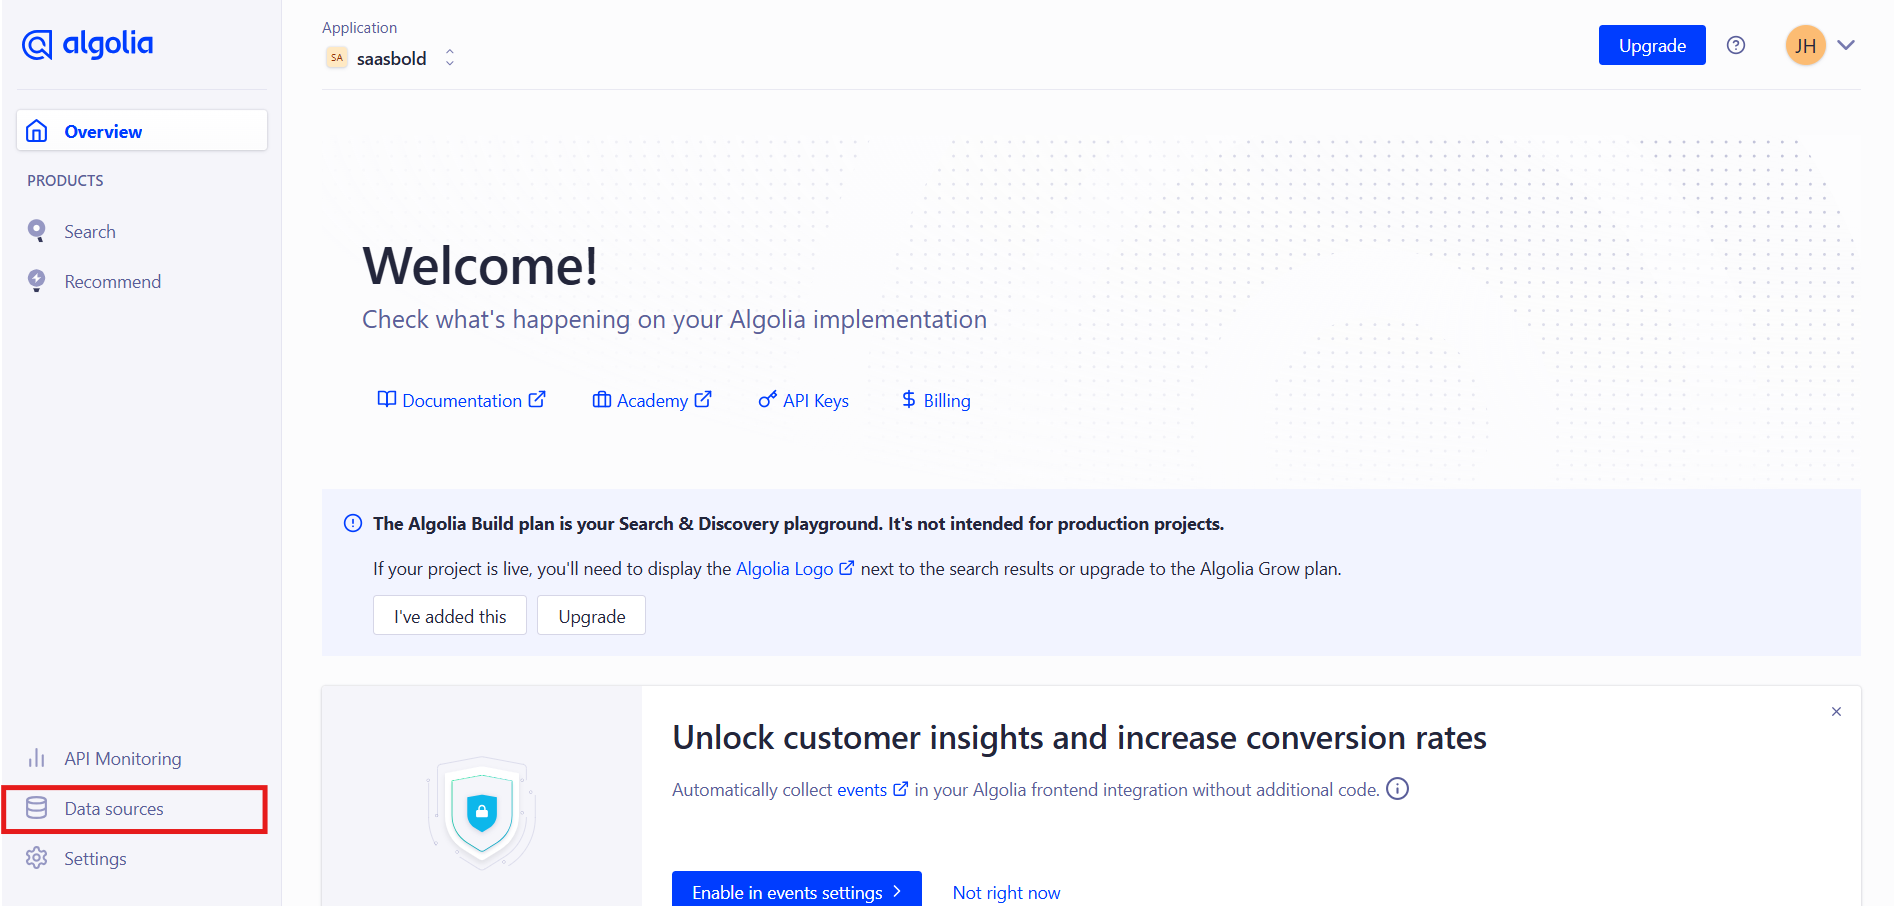 algolia
Application
SA saasbold
Upgrade
JH
Overview
PRODUCTS
Search
Recommend
Welcome!
Check what's happening on your Algolia implementation
Documentation Academy API Keys Billing
The Algolia Build plan is your Search & Discovery playground. It's not intended for production projects.
If your project is live, you'll need to display the Algolia Logo next to the search results or upgrade to the Algolia Grow plan.
I've added this Upgrade
Unlock customer insights and increase conversion rates
Automatically collect events in your Algolia frontend integration without additional code.
Enable in events settings Not right now
API Monitoring
Data sources
Settings